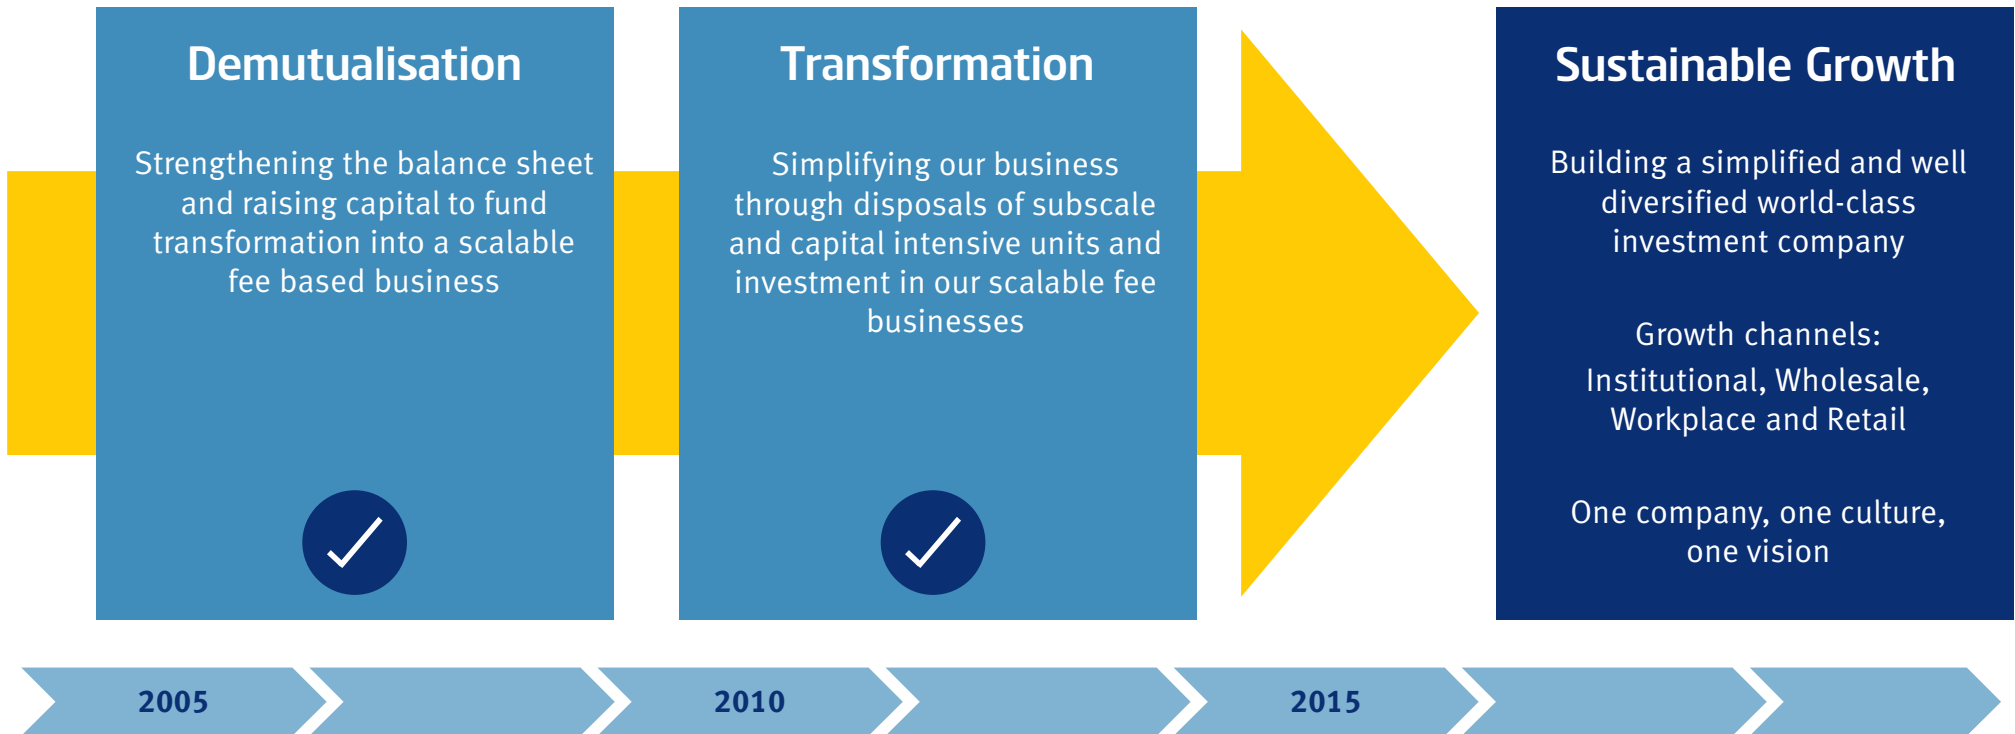 Demutualisation
Strengthening the balance sheet
and raising capital to fund
transformation into a scalable
fee based business
Transformation
Simplifying our business
through disposals of subscale
and capital intensive units and
investment in our scalable fee
businesses
Sustainable Growth
Building a simplified and well
diversified world-class
investment company
Growth channels:
Institutional, Wholesale,
Workplace and Retail
One company, one culture,
one vision
2005
2010
2015